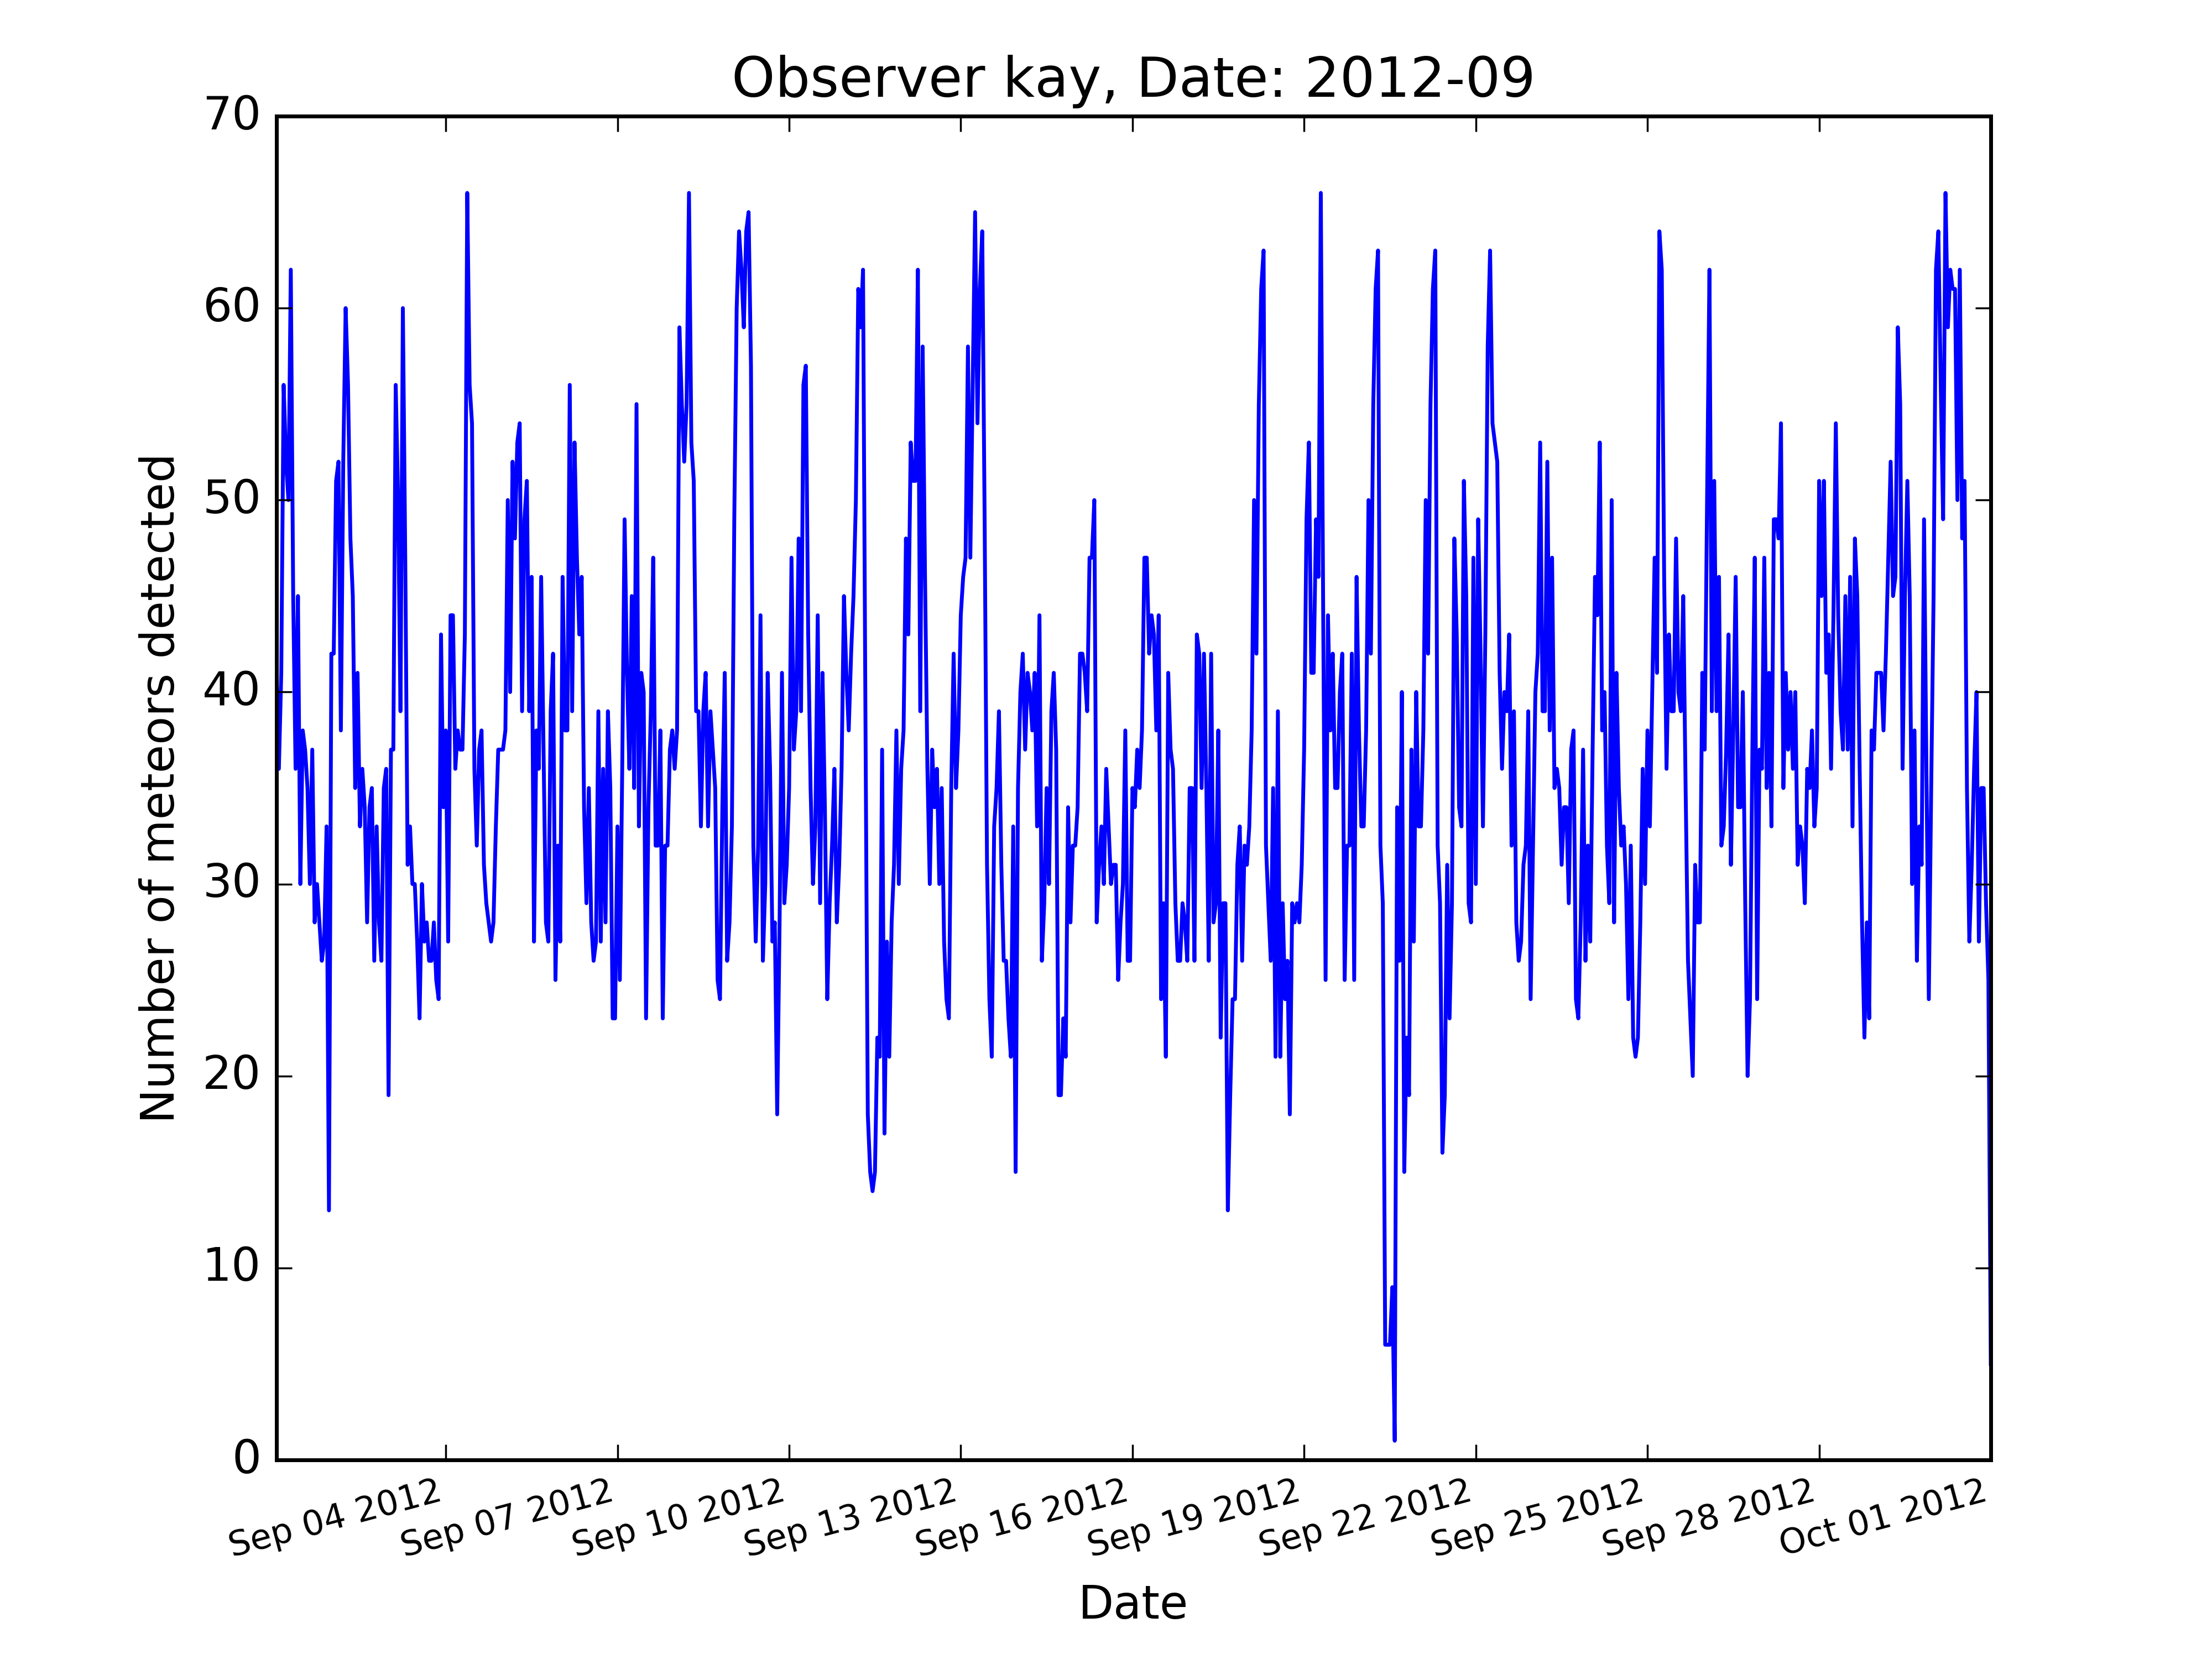 Observer kay, Date: 2012-09
70
60
50
40
30
20
10
0
Number of meteors detected
Sep 04 2012
Sep 07 2012
Sep 10 2012
Sep 13 2012
Sep 16 2012
Sep 19 2012
Sep 22 2012
Sep 25 2012
Sep 28 2012
Oct 01 2012
Date